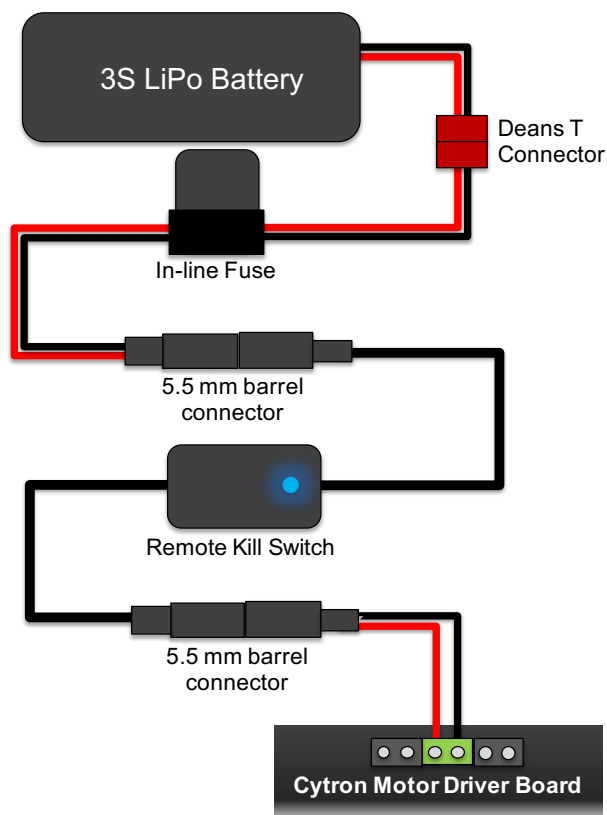 3S LiPo Battery
Deans T
Connector
In-line Fuse
5.5 mm barrel
connector
Remote Kill Switch
5.5 mm barrel
connector
Cytron Motor Driver Board